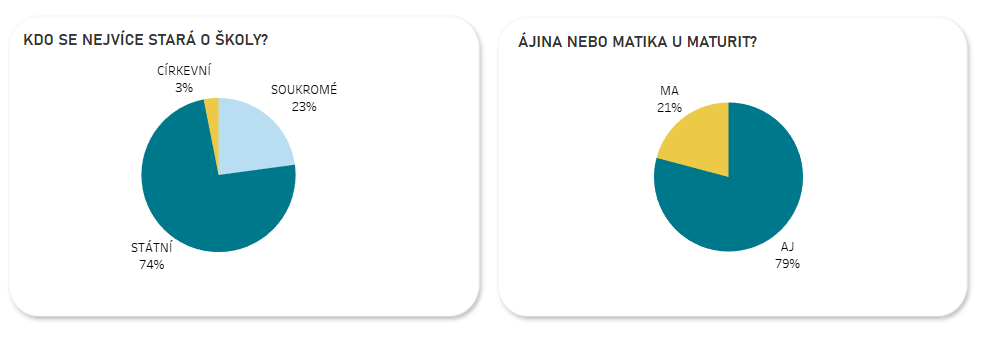 KDO SE NEJVÍCE STARÁ O ŠKOLY?
CÍRKEVNÍ
3%
SOUKROMÉ
23%
STÁTNÍ
74%
ÁJINA NEBO MATIKA U MATURIT?
MA
21%
AJ
79%